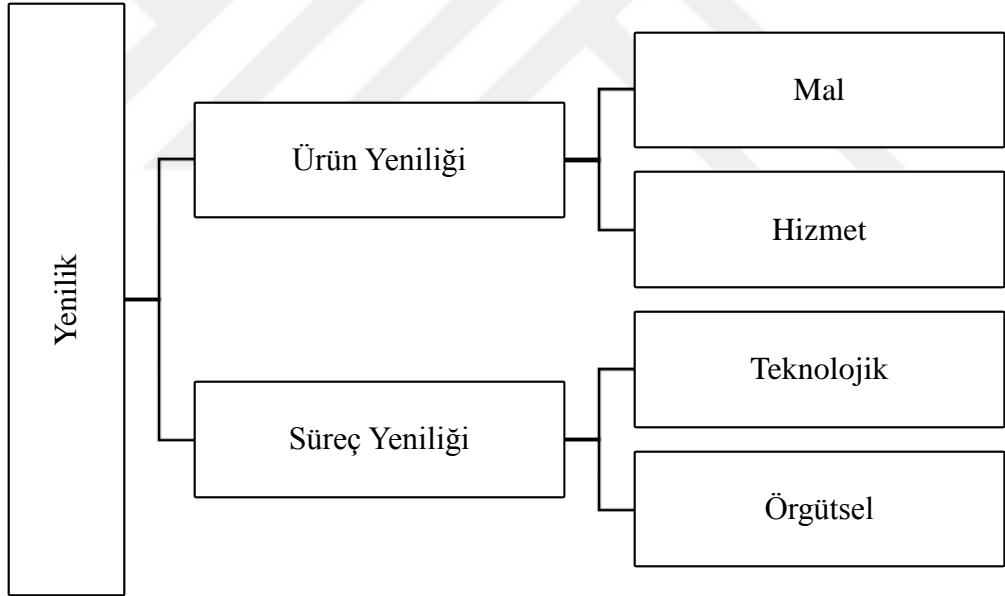 Yenilik
Ürün Yeniliği
Mal
Hizmet
Süreç Yeniliği
Teknolojik
Örgütsel